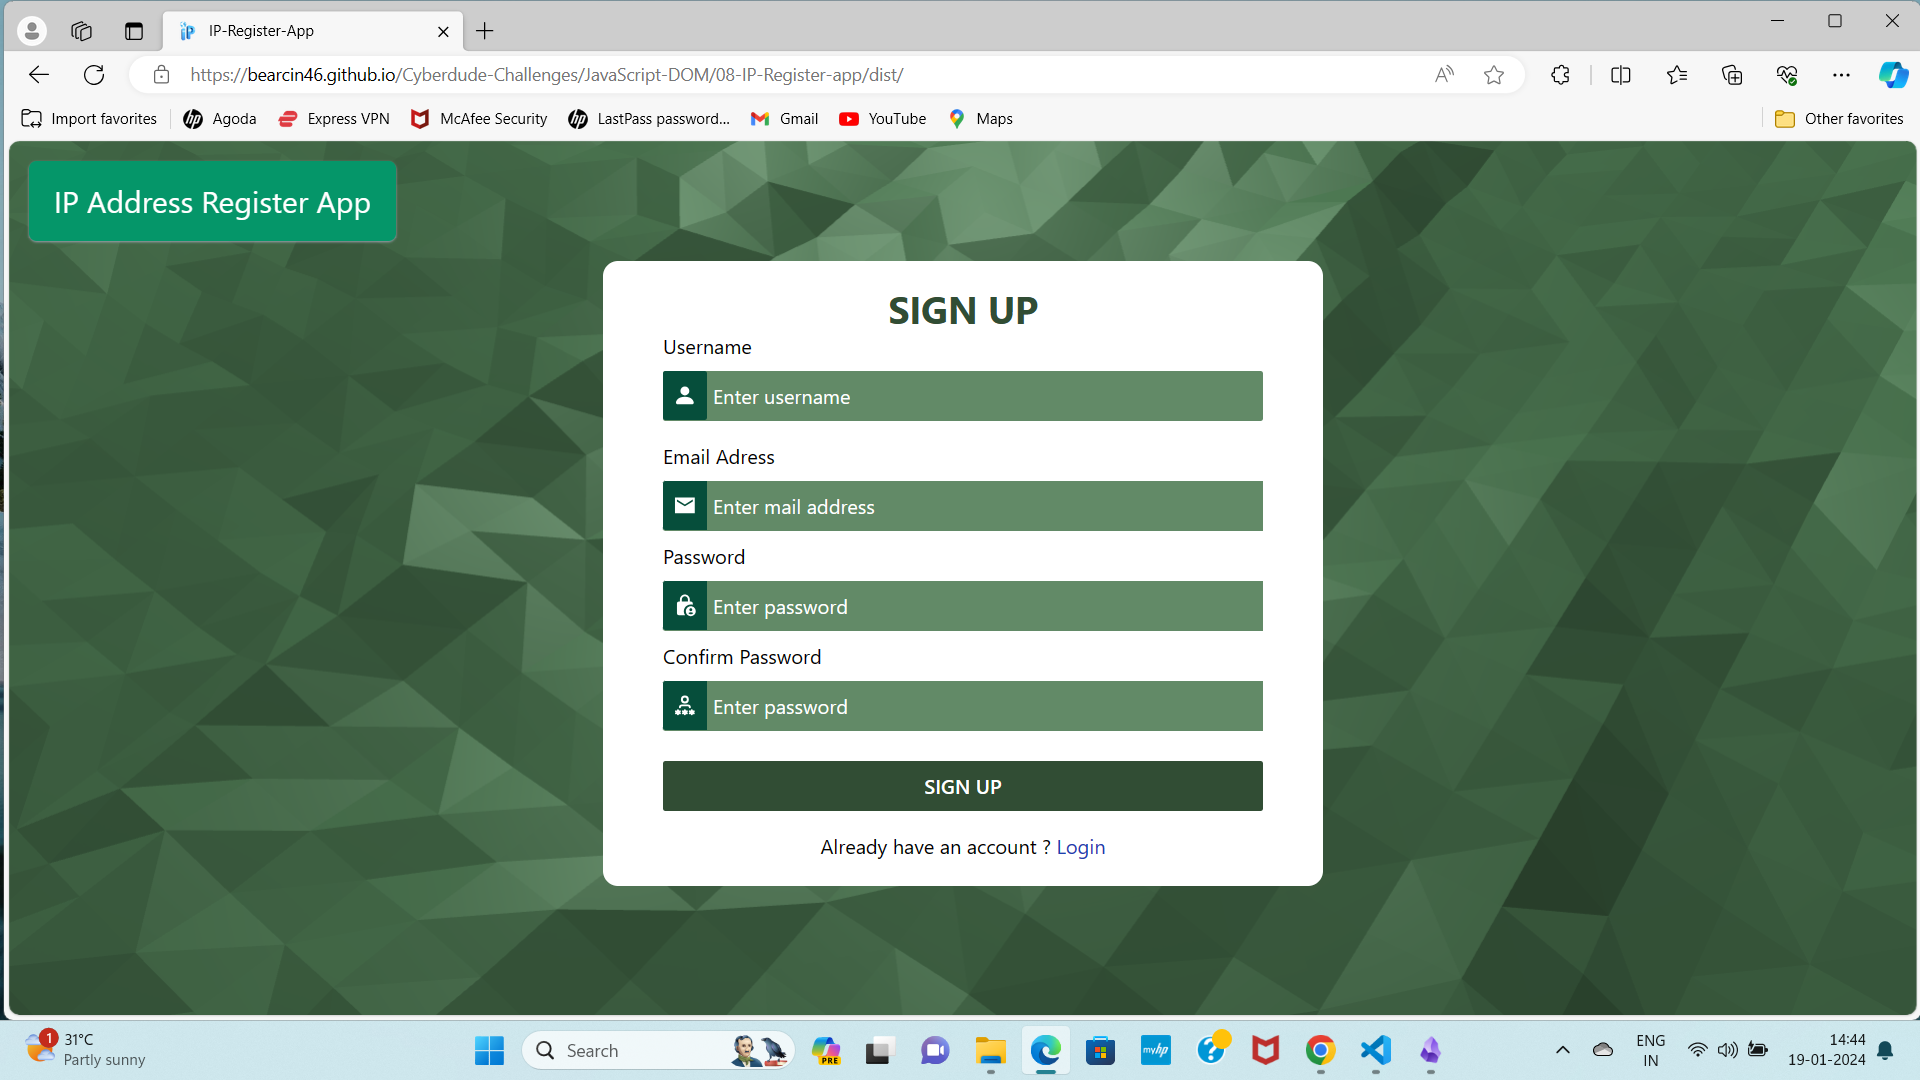 IP-Register-App
https://bearcin46.github.io/Cyberdude-Challenges/JavaScript-DOM/08-IP-Register-app/dist/
Import favorites
Agoda
Express VPN
McAfee Security
LastPass password...
Gmail
YouTube
Maps
Other favorites
IP Address Register App
SIGN UP
Username
Enter username
Email Adress
Enter mail address
Password
Enter password
Confirm Password
Enter password
SIGN UP
Already have an account ? Login
1
31°C
Partly sunny
Search
PRE
myhp
ENG
IN
14:44
19-01-2024